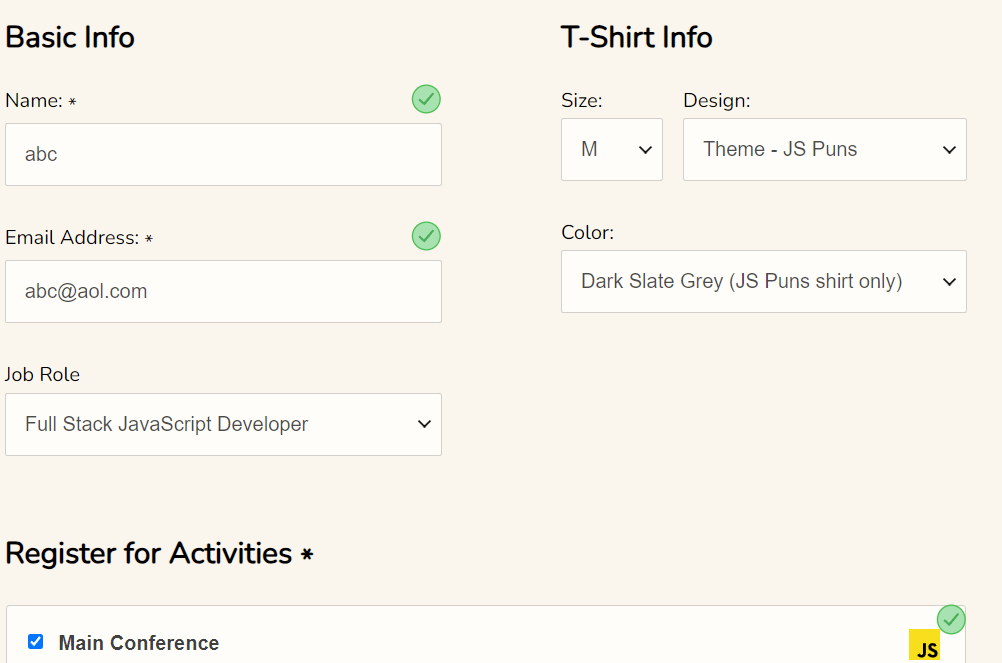 Basic Info
Name: *
abc
Email Address: *
abc@aol.com
Job Role
Full Stack JavaScript Developer
T-Shirt Info
Size:
Design:
M
Theme - JS Puns
Color:
Dark Slate Grey (JS Puns shirt only)
Register for Activities *
Main Conference
JS